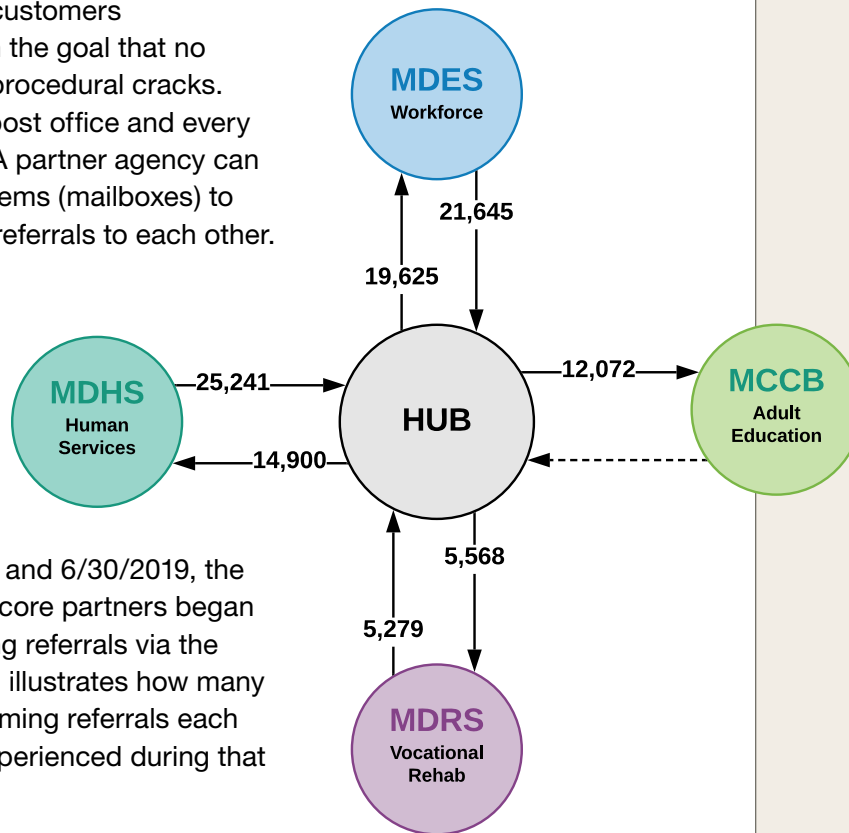 customers
the goal that no
procedural cracks.
post office and every
A partner agency can
(mailboxes) to
referrals to each other.
MDES
Workforce
21,645
19,625
MDHS
Human
Services
25,241
14,900
HUB
12,072
MCCB
Adult
Education
and 6/30/2019, the
core partners began
referrals via the
illustrates how many
referrals each
during that
5,568
5,279
MDRS
Vocational
Rehab